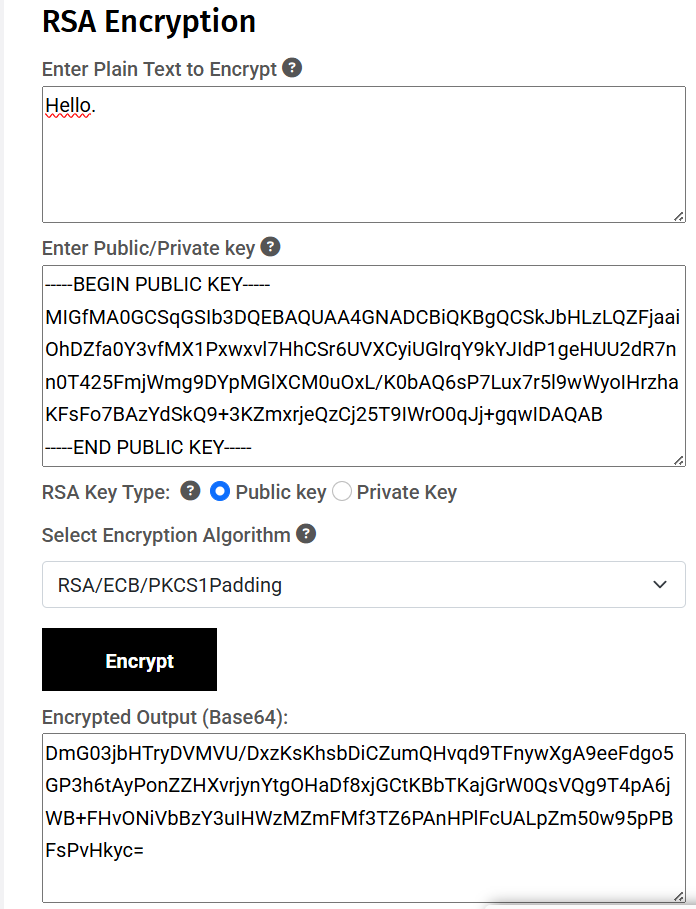 RSA Encryption
Enter Plain Text to Encrypt ?
Hello.
Enter Public/Private key ?
-----BEGIN PUBLIC KEY-----
MIGfMA0GCSqGSIb3DQEBAQUAA4GNADCBiQKBgQCSkJbHLzLQZFjaai
OhDZfa0Y3vfMX1Pxwxvl7HhCSr6UVXCyiUGlrqY9kYJIdP1geHUU2dR7n
n0T425FmjWmg9DYpMGlXCM0uOxL/K0bAQ6sP7Lux7r5l9wWyoIHrzha
KFsFo7BAzYdSkQ9+3KZmxrjeQzCj25T9IWrO0qJj+gqwIDAQAB
-----END PUBLIC KEY-----
RSA Key Type: ? Public key Private Key
Select Encryption Algorithm ?
RSA/ECB/PKCS1Padding
Encrypt
Encrypted Output (Base64):
DmG03jbHTryDVMVU/DxzKsKhsbDiCZumQHvqd9TFnywXgA9eeFdgo5
GP3h6tAyPonZZHXvrjynYtgOHaDf8xjGCtKBbTKajGrW0QsVQg9T4pA6j
WB+FHvONiVbBzY3uIHWzMZmFMf3TZ6PAnHPlFcUALpZm50w95pPB
FsPvHkyc=